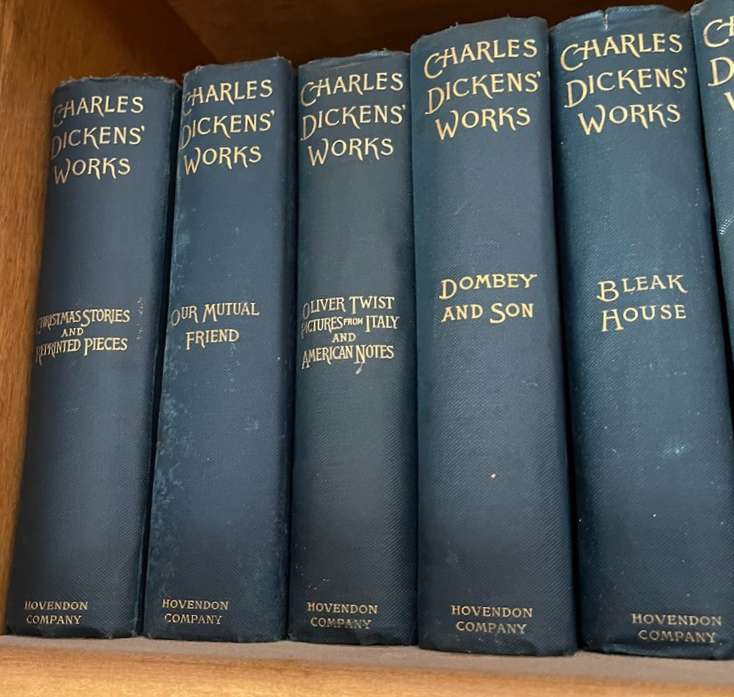 CHARLES
DICKENS'
WORKS
CHRISTMAS STORIES
AND
REPRINTED PIECES
HOVENDON
COMPANY
CHARLES
DICKENS'
WORKS
OUR MUTUAL
FRIEND
HOVENDON
COMPANY
CHARLES
DICKENS'
WORKS
OLIVER TWIST
PICTURES FROM ITALY
AND
AMERICAN NOTES
HOVENDON
COMPANY
CHARLES
DICKENS'
WORKS
DOMBEY
AND SON
HOVENDON
COMPANY
CHARLES
DICKENS'
WORKS
BLEAK
HOUSE
HOVENDON
COMPANY